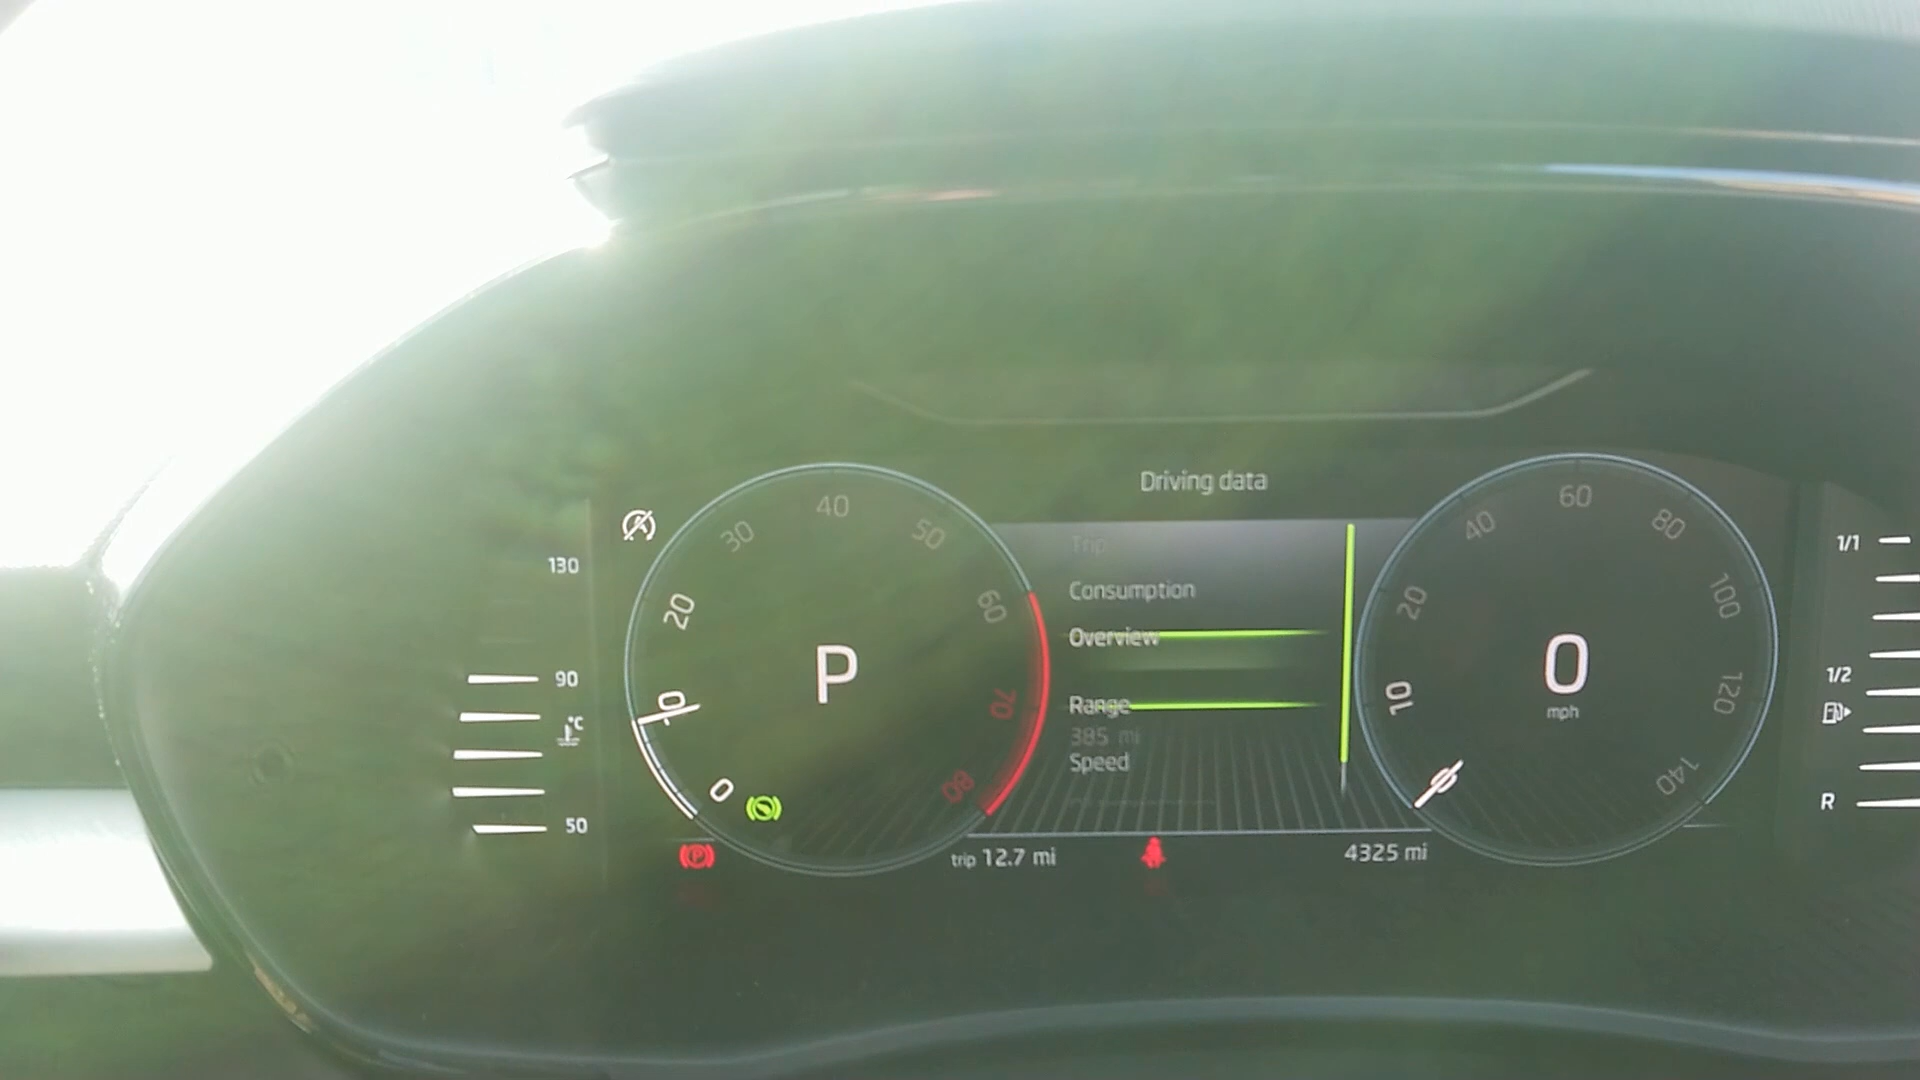 Driving data
Trip
Consumption
Overview
Range
385 mi
Speed
130
90
°C
50
0
10
20
30
40
50
60
70
80
P
P
trip 12.7 mi
4325 mi
0
10
20
40
60
80
100
120
140
0
mph
1/1
1/2
R